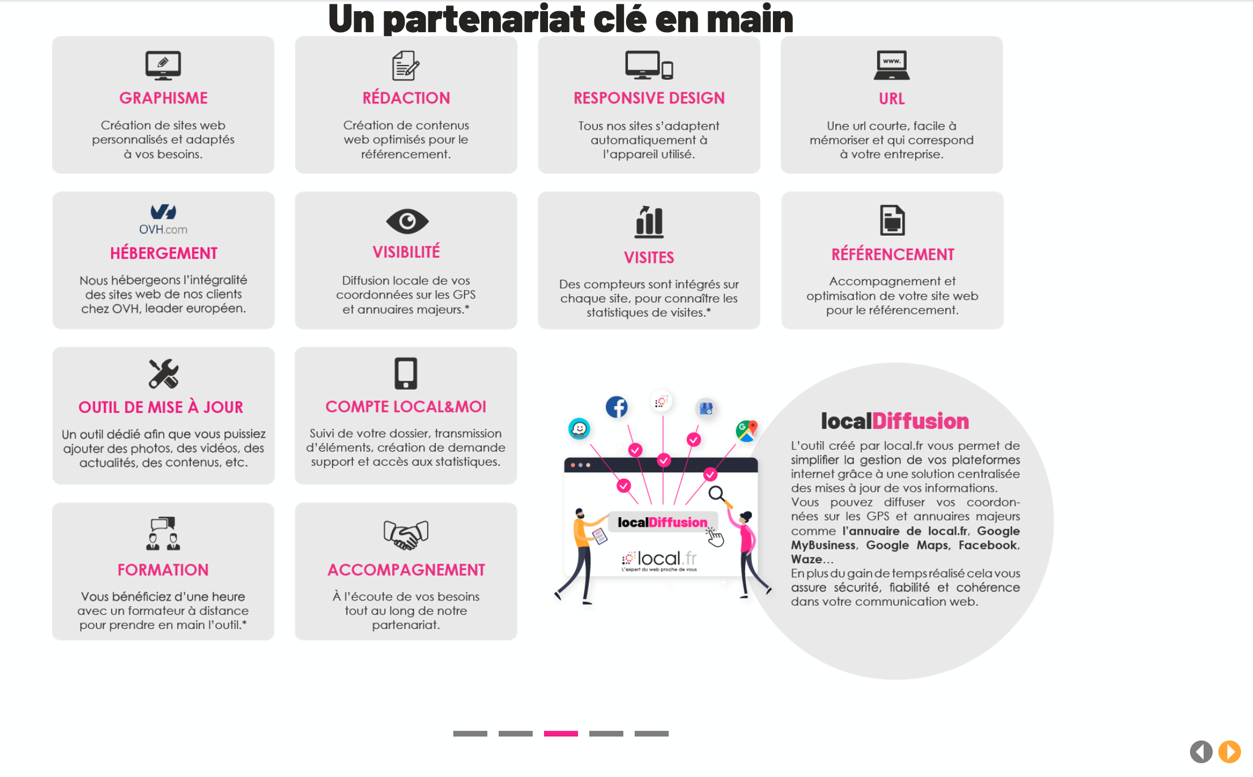 Un partenariat clé en main
GRAPHISME
Création de sites web
personnalisés et adaptés
à vos besoins.
RÉDACTION
Création de contenus
web optimisés pour le
référencement.
RESPONSIVE DESIGN
Tous nos sites s’adaptent
automatiquement à
l’appareil utilisé.
www.
URL
Une url courte, facile à
mémoriser et qui correspond
à votre entreprise.
OVH.com
HÉBERGEMENT
Nous hébergeons l’intégralité
des sites web de nos clients
chez OVH, leader européen.
VISIBILITÉ
Diffusion locale de vos
coordonnées sur les GPS
et annuaires majeurs.*
VISITES
Des compteurs sont intégrés sur
chaque site, pour connaître les
statistiques de visites.*
RÉFÉRENCEMENT
Accompagnement et
optimisation de votre site web
pour le référencement.
OUTIL DE MISE À JOUR
Un outil dédié afin que vous puissiez
ajouter des photos, des vidéos, des
actualités, des contenus, etc.
COMPTE LOCAL&MOI
Suivi de votre dossier, transmission
d’éléments, création de demande
support et accès aux statistiques.
FORMATION
Vous bénéficiez d’une heure
avec un formateur à distance
pour prendre en main l’outil.*
ACCOMPAGNEMENT
À l’écoute de vos besoins
tout au long de notre
partenariat.
localDiffusion
local.fr
L’expert du web proche de vous
localDiffusion
L’outil créé par local.fr vous permet de
simplifier la gestion de vos plateformes
internet grâce à une solution centralisée
des mises à jour de vos informations.
Vous pouvez diffuser vos coordon-
nées sur les GPS et annuaires majeurs
comme l’annuaire de local.fr, Google
MyBusiness, Google Maps, Facebook,
Waze...
En plus du gain de temps réalisé cela vous
assure sécurité, fiabilité et cohérence
dans votre communication web.